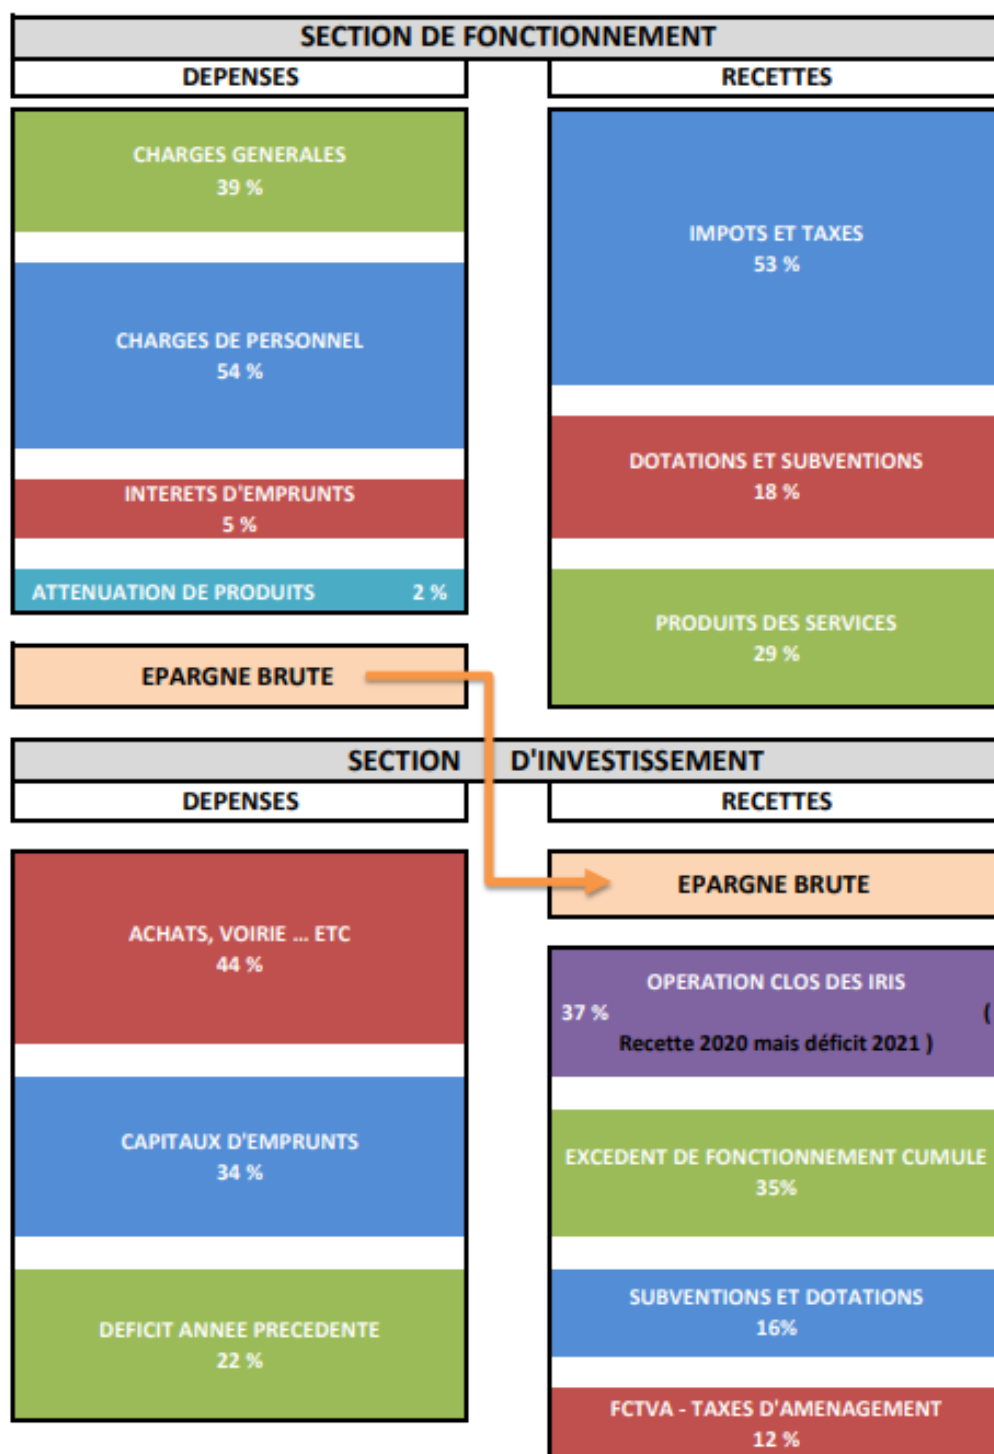 SECTION DE FONCTIONNEMENT
DEPENSES
RECETTES
CHARGES GENERALES
39 %
CHARGES DE PERSONNEL
54 %
INTERETS D'EMPRUNTS
5 %
ATTENUATION DE PRODUITS 2 %
EPARGNE BRUTE
IMPOTS ET TAXES
53 %
DOTATIONS ET SUBVENTIONS
18 %
PRODUITS DES SERVICES
29 %
SECTION D'INVESTISSEMENT
DEPENSES
RECETTES
ACHATS, VOIRIE ... ETC
44 %
CAPITAUX D'EMPRUNTS
34 %
DEFICIT ANNEE PRECEDENTE
22 %
EPARGNE BRUTE
OPERATION CLOS DES IRIS
37 % (
Recette 2020 mais déficit 2021 )
EXCEDENT DE FONCTIONNEMENT CUMULE
35%
SUBVENTIONS ET DOTATIONS
16%
FCTVA - TAXES D'AMENAGEMENT
12 %